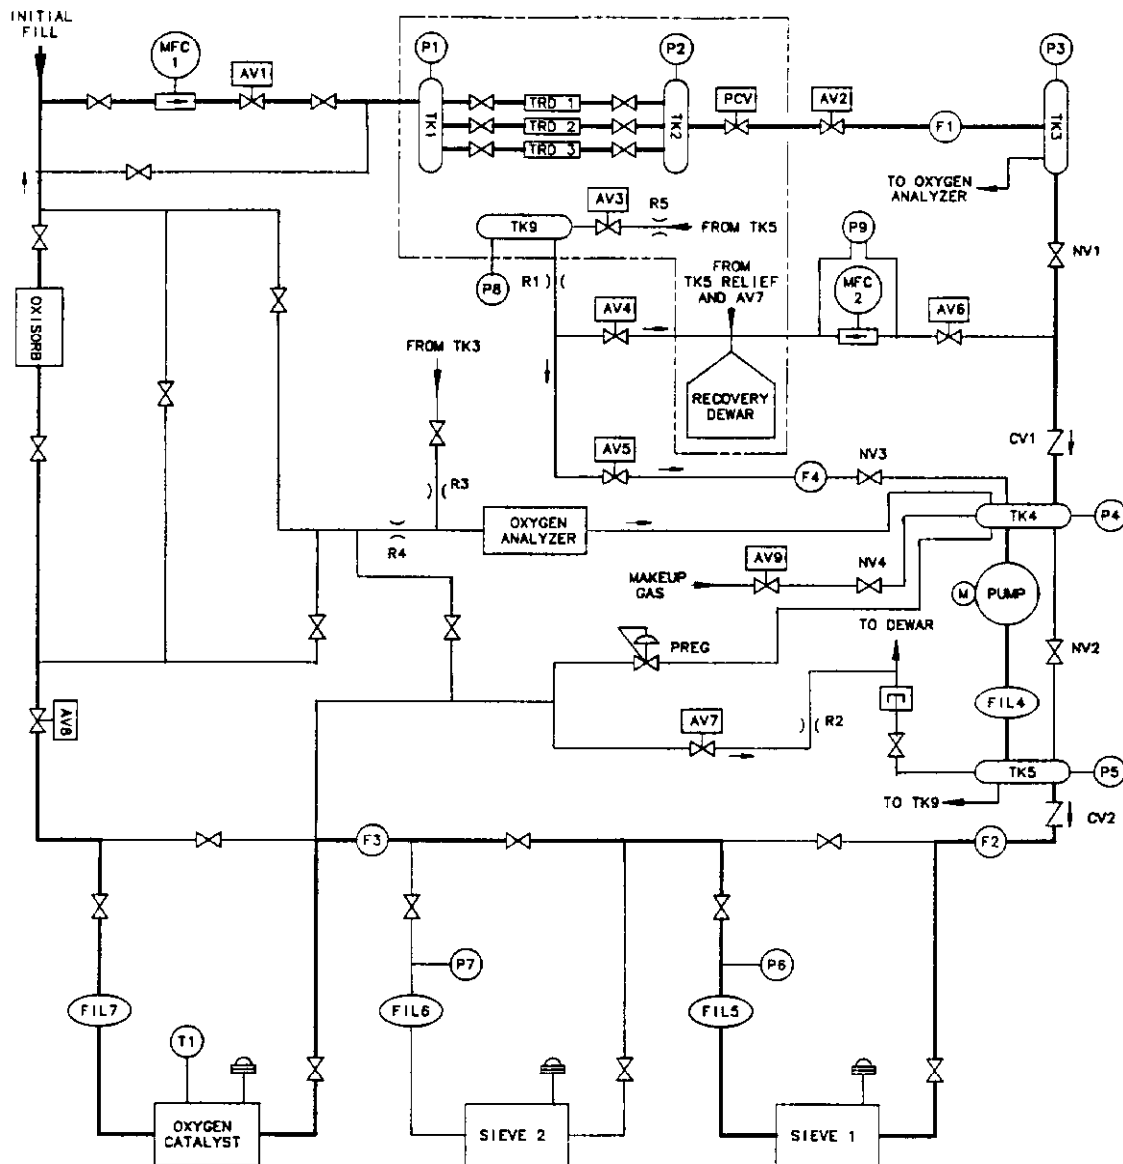 INITIAL
FILL
MFC
1
AV1
P1
P2
P3
TK1
TRD 1
TRD 2
TRD 3
TK2
PCV
AV2
F1
TK3
TO OXYGEN
ANALYZER
AV3
R5
TK9
FROM TK5
P9
NV1
R1
P8
FROM
TK5 RELIEF
AND AV7
MFC
2
AV4
AV6
OXISORB
FROM TK3
RECOVERY
DEWAR
CV1
AV5
NV3
F4
R3
OXYGEN
ANALYZER
R4
TK4
P4
AV9
NV4
MAKEUP
GAS
M
PUMP
TO DEWAR
PREG
NV2
AV8
AV7
R2
FIL4
TK5
P5
TO TK9
CV2
F3
F2
P7
P6
FIL7
FIL6
FIL5
T1
OXYGEN
CATALYST
SIEVE 2
SIEVE 1